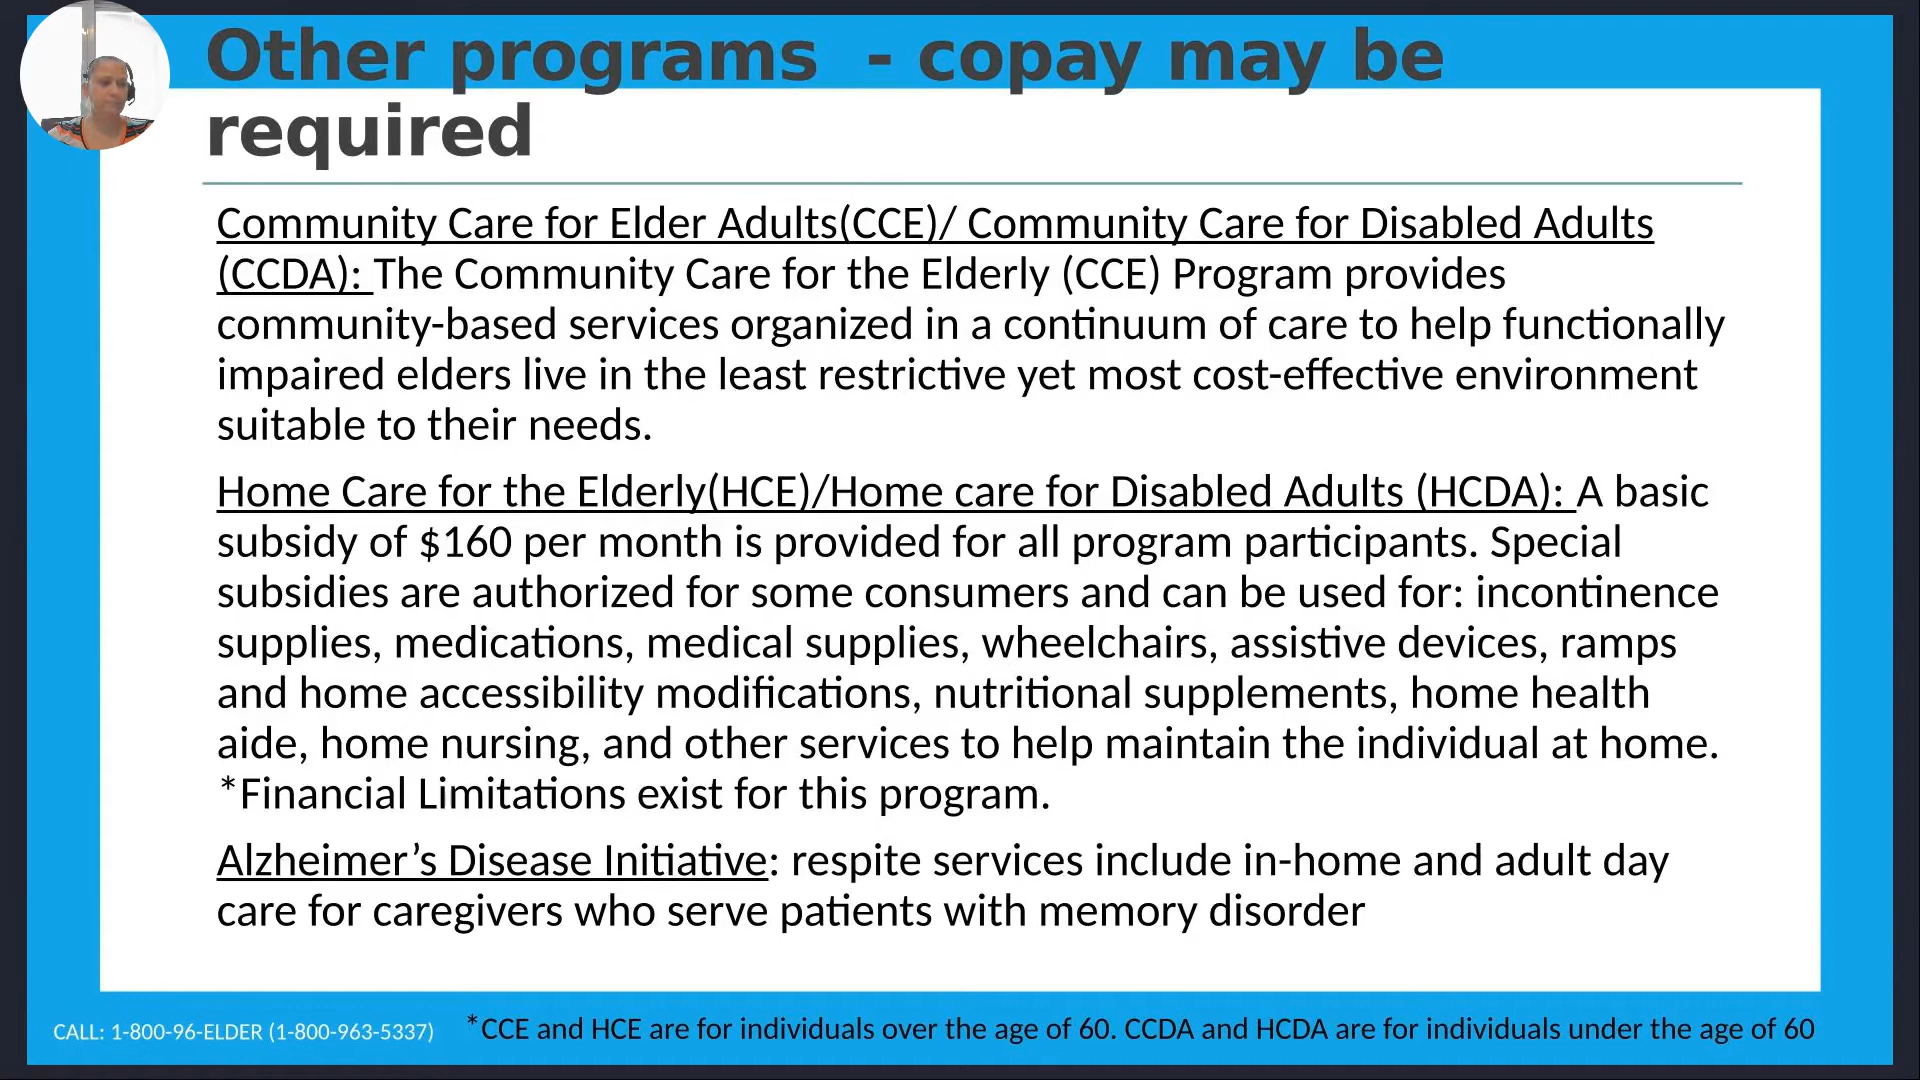 Other programs  - copay may be
required
Community Care for Elder Adults(CCE)/ Community Care for Disabled Adults
(CCDA): The Community Care for the Elderly (CCE) Program provides
community-based services organized in a continuum of care to help functionally
impaired elders live in the least restrictive yet most cost-effective environment
suitable to their needs.
Home Care for the Elderly(HCE)/Home care for Disabled Adults (HCDA): A basic
subsidy of $160 per month is provided for all program participants. Special
subsidies are authorized for some consumers and can be used for: incontinence
supplies, medications, medical supplies, wheelchairs, assistive devices, ramps
and home accessibility modifications, nutritional supplements, home health
aide, home nursing, and other services to help maintain the individual at home.
*Financial Limitations exist for this program.
Alzheimer’s Disease Initiative: respite services include in-home and adult day
care for caregivers who serve patients with memory disorder
CALL: 1-800-96-ELDER (1-800-963-5337)
*CCE and HCE are for individuals over the age of 60. CCDA and HCDA are for individuals under the age of 60